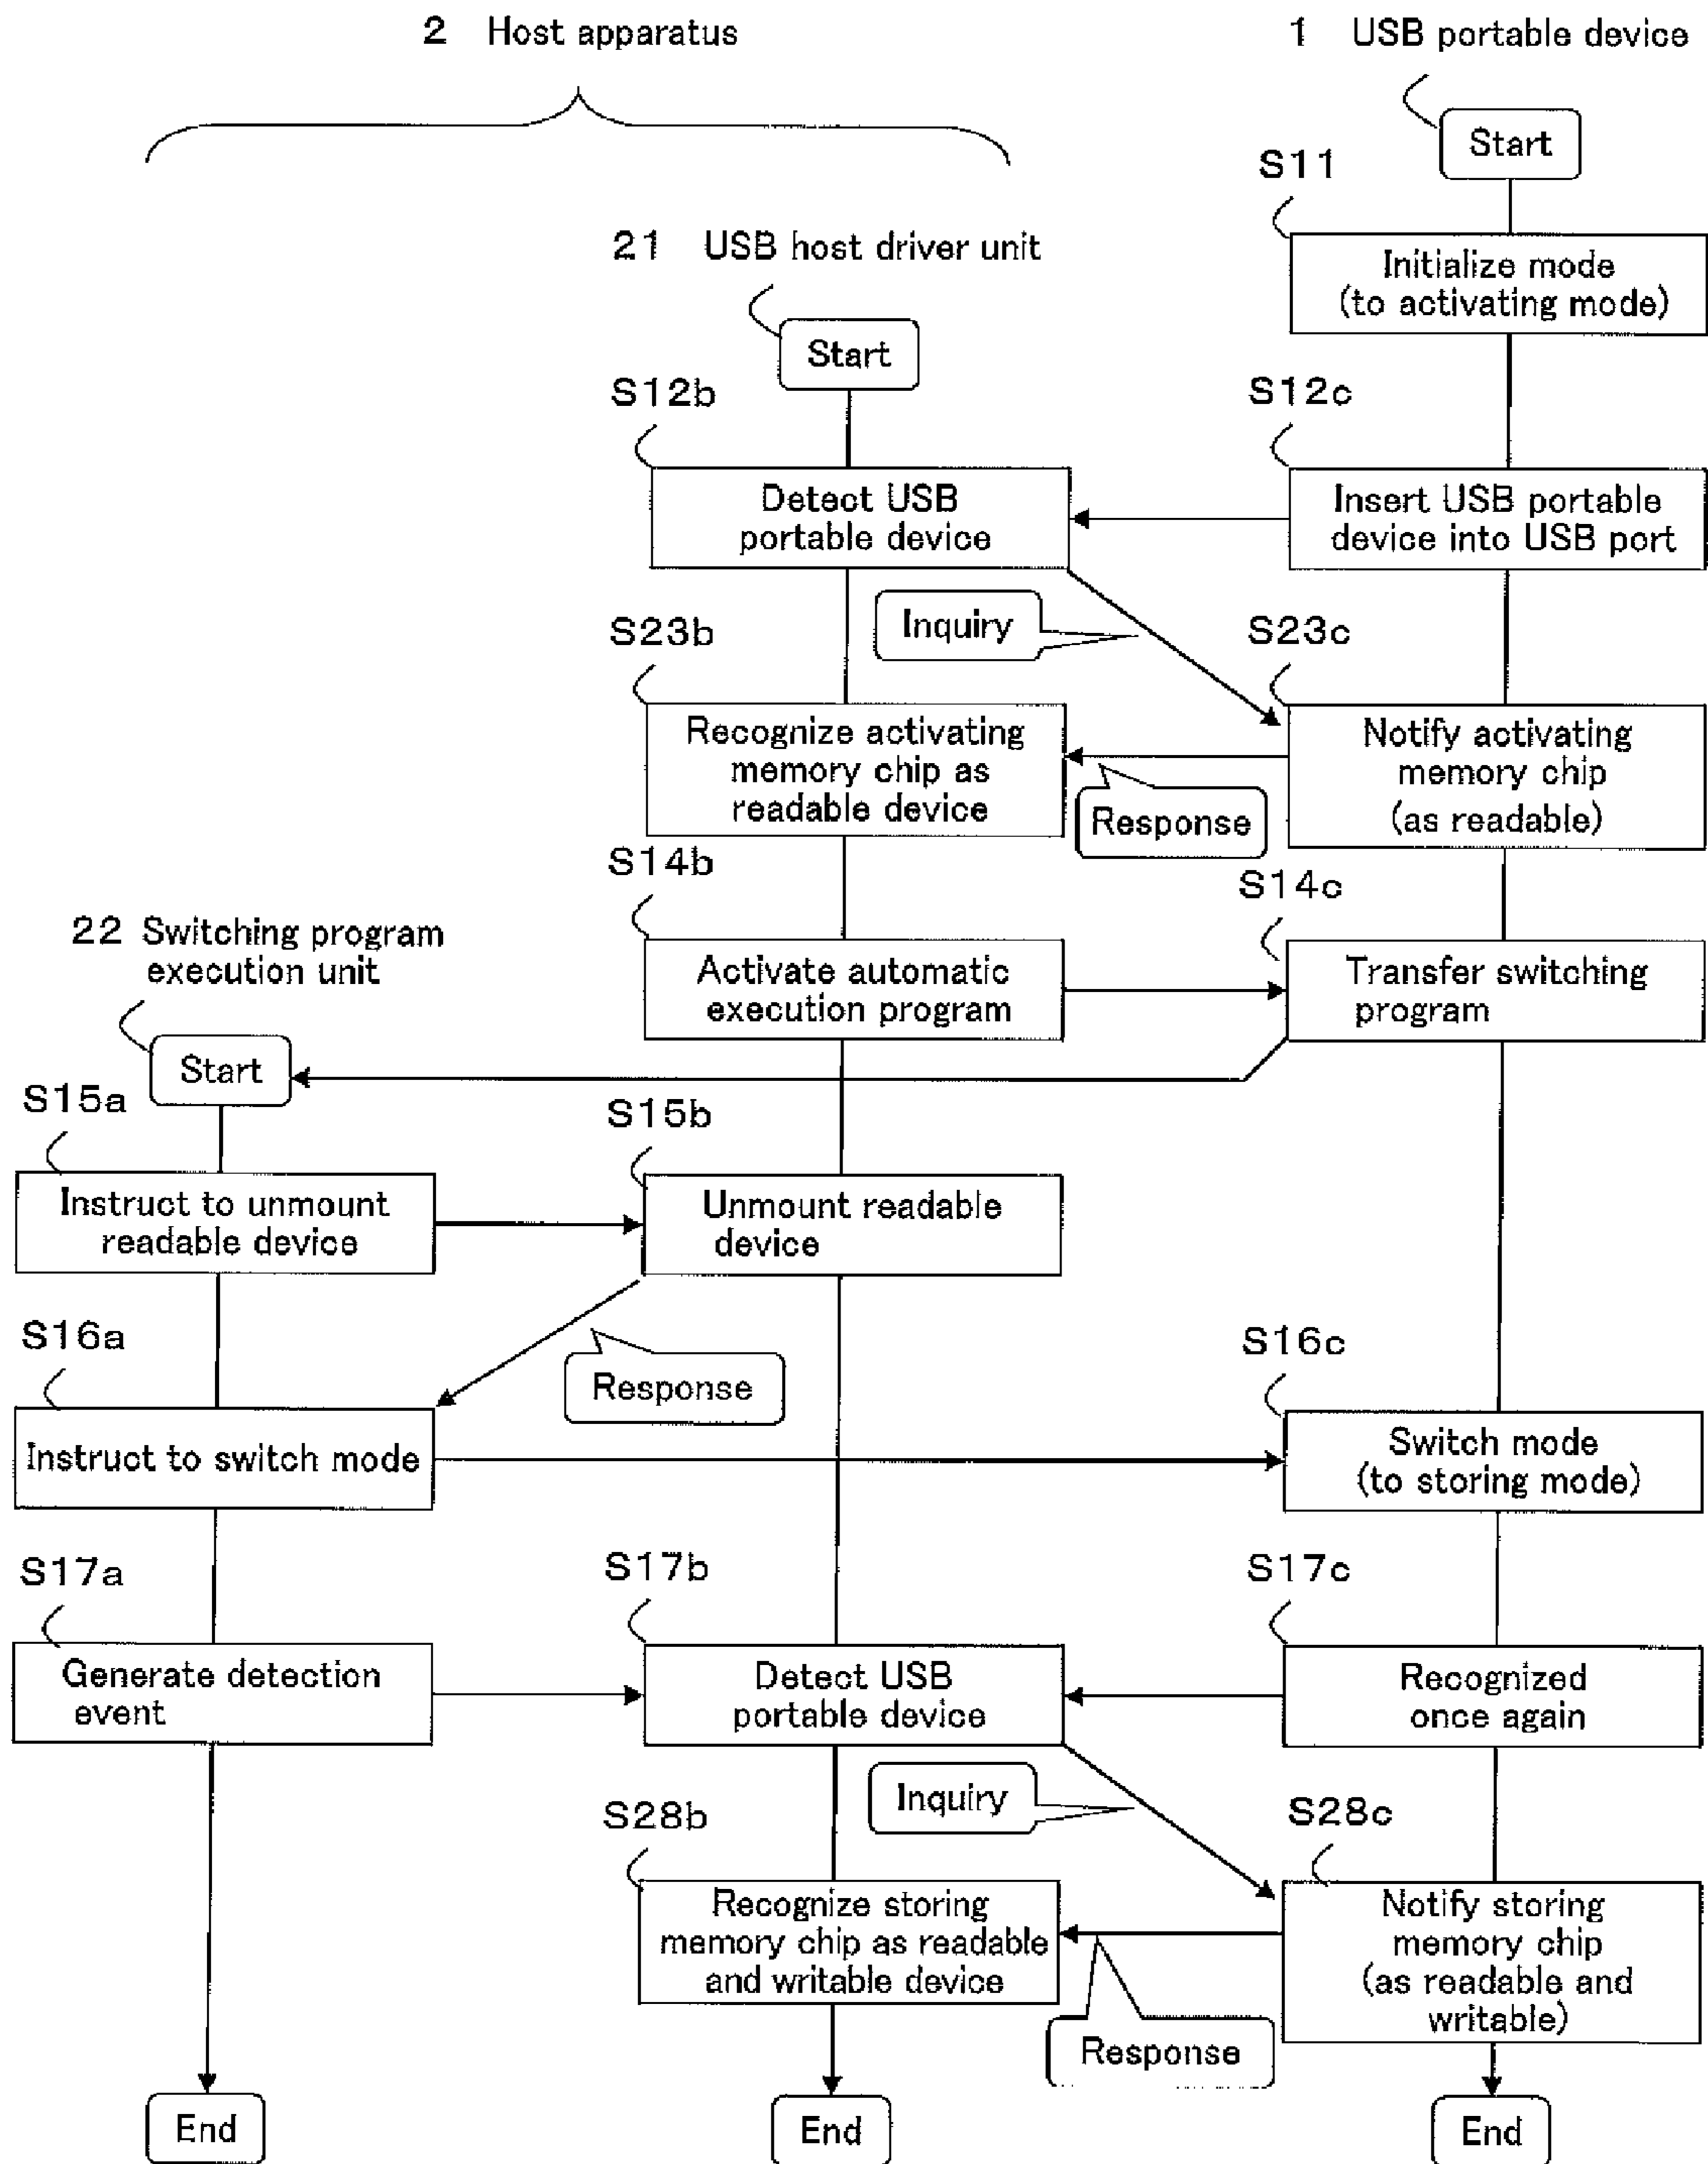 2 Host apparatus
1 USB portable device
Start
S11
Initialize mode
(to activating mode)
21 USB host driver unit
Start
S12b
Detect USB
portable device
S12c
Insert USB portable
device into USB port
Inquiry
S23b
Recognize activating
memory chip as
readable device
S23c
Notify activating
memory chip
(as readable)
Response
S14b
Activate automatic
execution program
S14c
Transfer switching
program
22 Switching program
execution unit
Start
S15a
Instruct to unmount
readable device
S15b
Unmount readable
device
Response
S16a
Instruct to switch mode
S16c
Switch mode
(to storing mode)
S17a
Generate detection
event
S17b
Detect USB
portable device
S17c
Recognized
once again
Inquiry
S28b
Recognize storing
memory chip as readable
and writable device
S28c
Notify storing
memory chip
(as readable and
writable)
Response
End
End
End